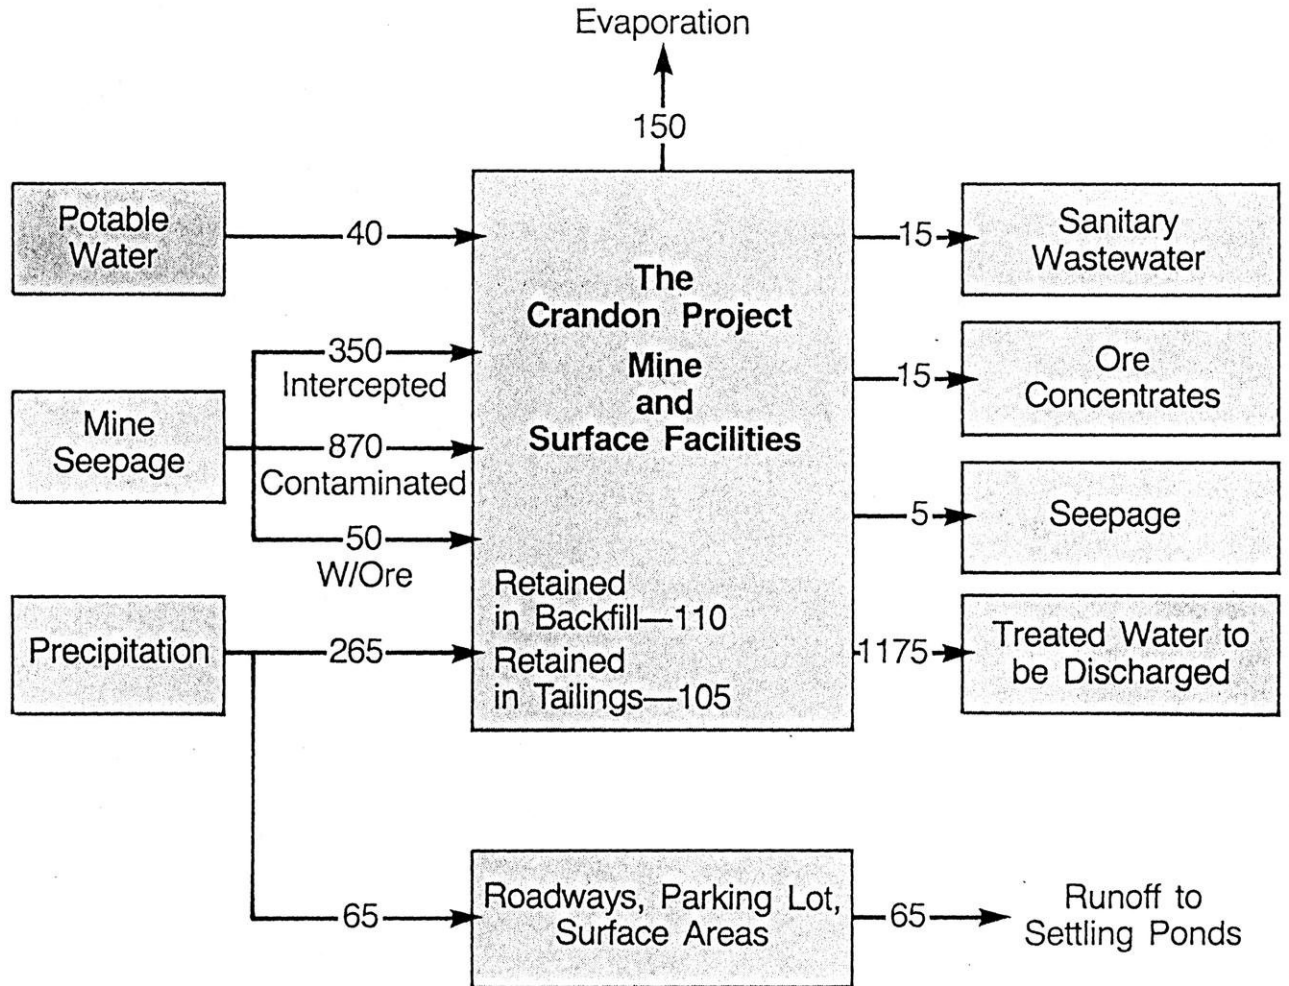 Evaporation
150
Potable
Water
40
350
Intercepted
Mine
Seepage
870
Contaminated
50
W/Ore
Precipitation
265
65
The
Crandon Project
Mine
and
Surface Facilities
Retained
in Backfill—110
Retained
in Tailings—105
15
Sanitary
Wastewater
15
Ore
Concentrates
5
Seepage
1175
Treated Water to
be Discharged
Roadways, Parking Lot,
Surface Areas
65
Runoff to
Settling Ponds